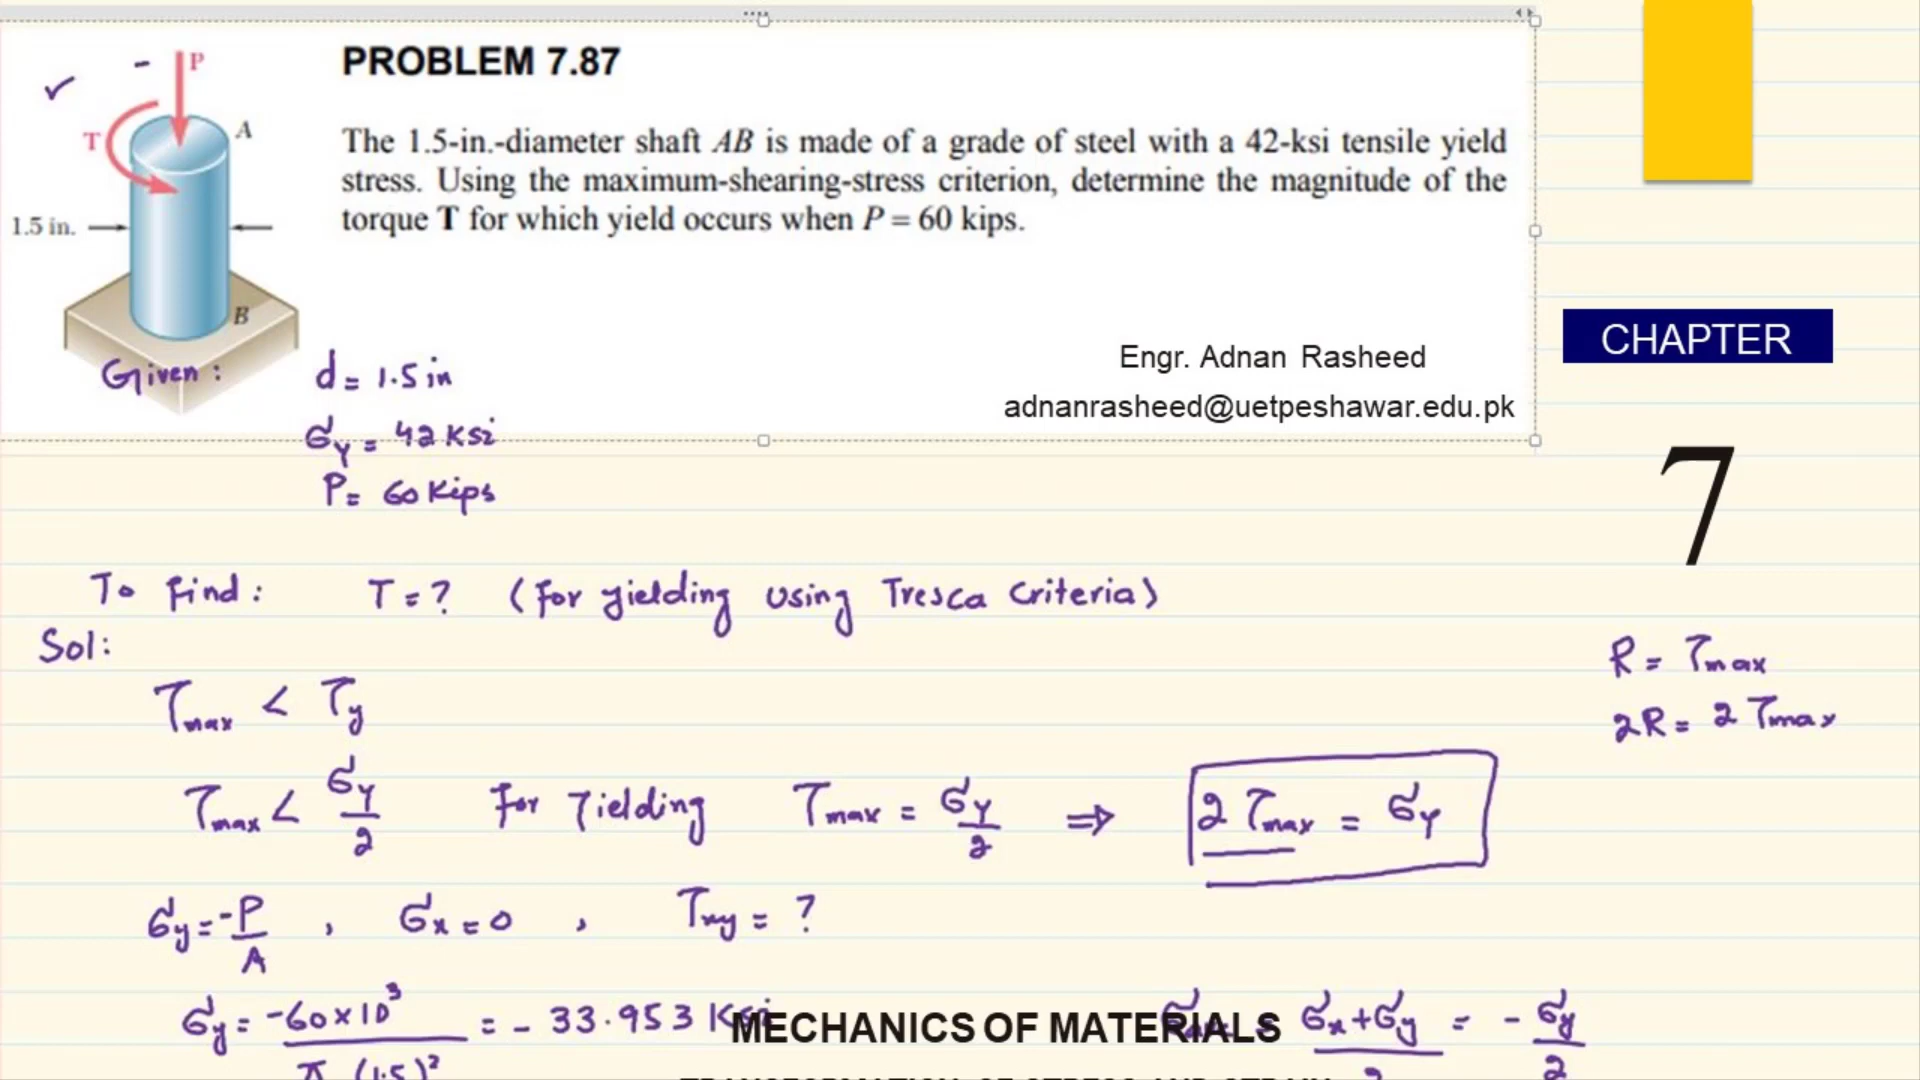 PROBLEM 7.87
P
T
A
1.5 in.
B
The 1.5-in.-diameter shaft AB is made of a grade of steel with a 42-ksi tensile yield
stress. Using the maximum-shearing-stress criterion, determine the magnitude of the
torque T for which yield occurs when P = 60 kips.
Engr. Adnan Rasheed
adnanrasheed@uetpeshawar.edu.pk
CHAPTER
7
Given : d = 1.5 in
σY = 42 Ksi
P = 60 Kips
To find : T = ? (For yielding using Tresca Criteria)
Sol:
τmax < τy
R = τmax
2R = 2 τmax
τmax < σY/2 For Yielding τmax = σY/2 ⇒ 2 τmax = σY
σy = -P/A , σx = 0 , τxy = ?
σy = -60×10³ / π (1.5)² = - 33.953 Ksi
σx+σy = - σy/2
MECHANICS OF MATERIALS